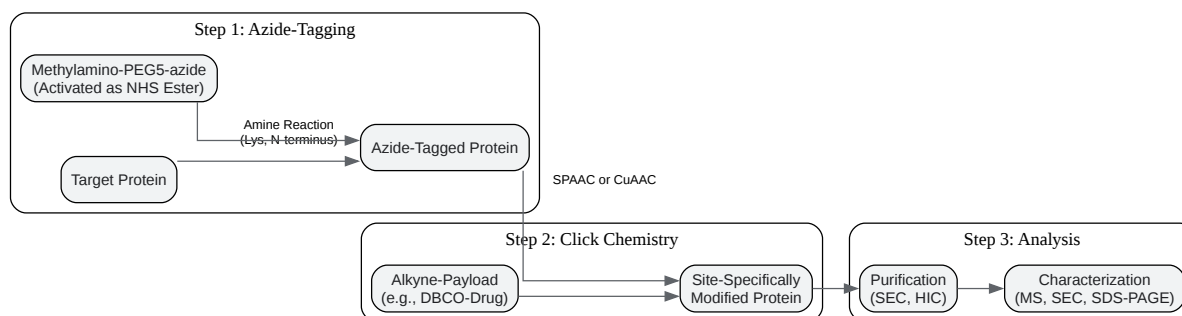 Step 1: Azide-Tagging
Methylamino-PEG5-azide
(Activated as NHS Ester)
Amine Reaction
(Lys, N-terminus)
Azide-Tagged Protein
Target Protein
SPAAC or CuAAC
Step 2: Click Chemistry
Alkyne-Payload
(e.g., DBCO-Drug)
Site-Specifically
Modified Protein
Step 3: Analysis
Purification
(SEC, HIC)
Characterization
(MS, SEC, SDS-PAGE)